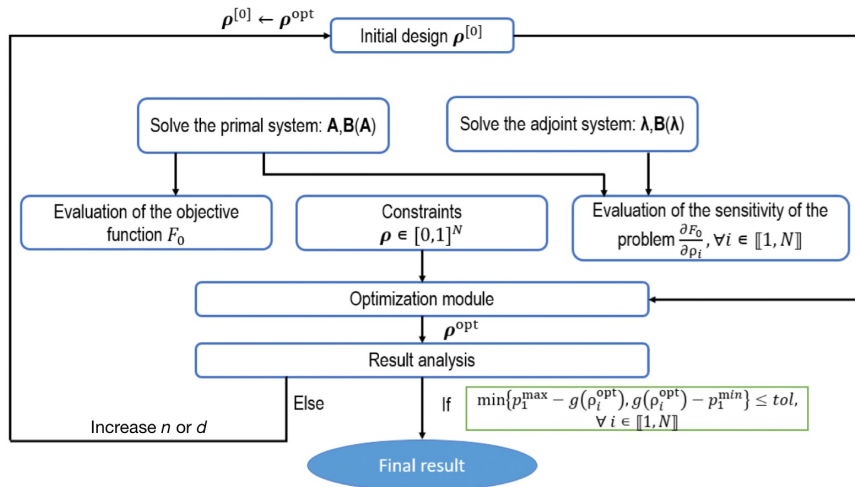 𝝆^[0] ← 𝝆^opt
Initial design 𝝆^[0]
Solve the primal system: A,B(A)
Solve the adjoint system: λ,B(λ)
Evaluation of the objective
function F₀
Constraints
𝝆 ∈ [0,1]^N
Evaluation of the sensitivity of the
problem ∂F₀/∂ρᵢ, ∀i ∈ ⟦1, N⟧
Optimization module
𝝆^opt
Result analysis
Else
If
min{p₁^max − g(ρᵢ^opt), g(ρᵢ^opt) − p₁^min} ≤ tol,
∀ i ∈ ⟦1, N⟧
Increase n or d
Final result